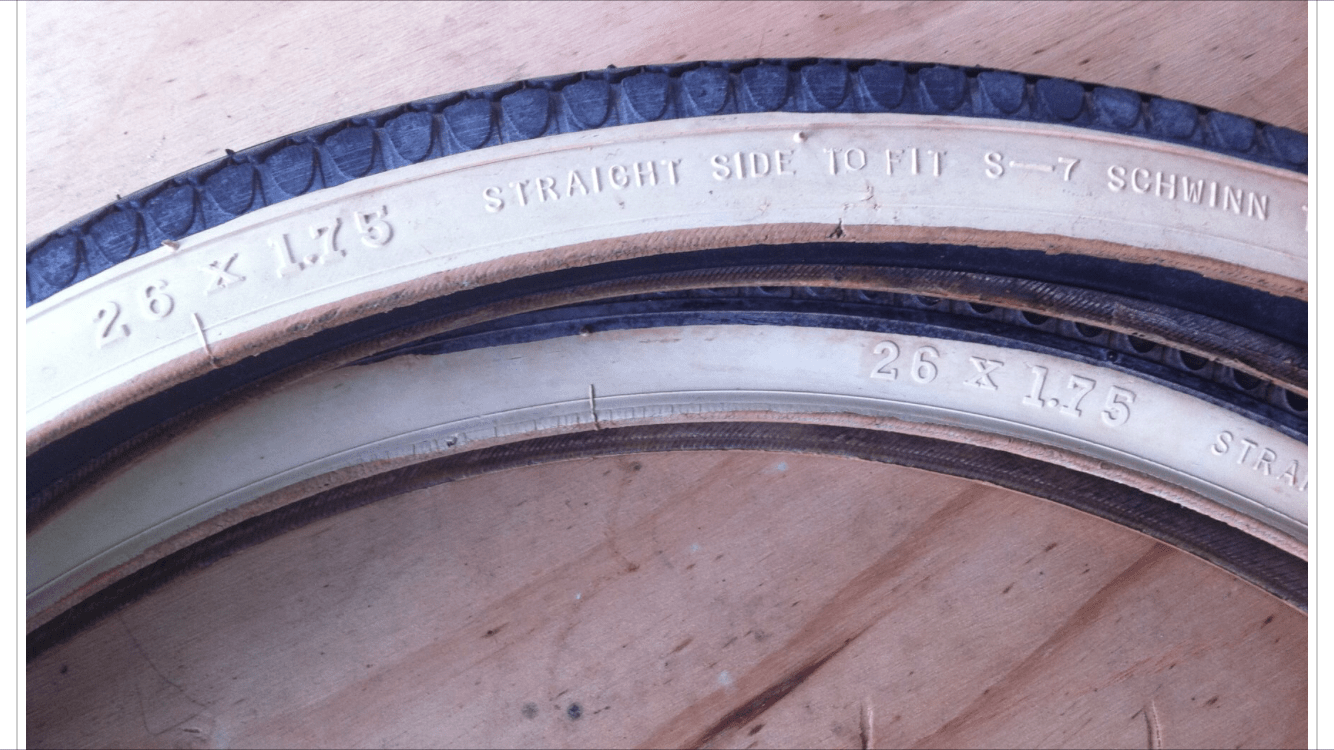 26 x 1.75 STRAIGHT SIDE TO FIT S—7 SCHWINN
26 x 1.75